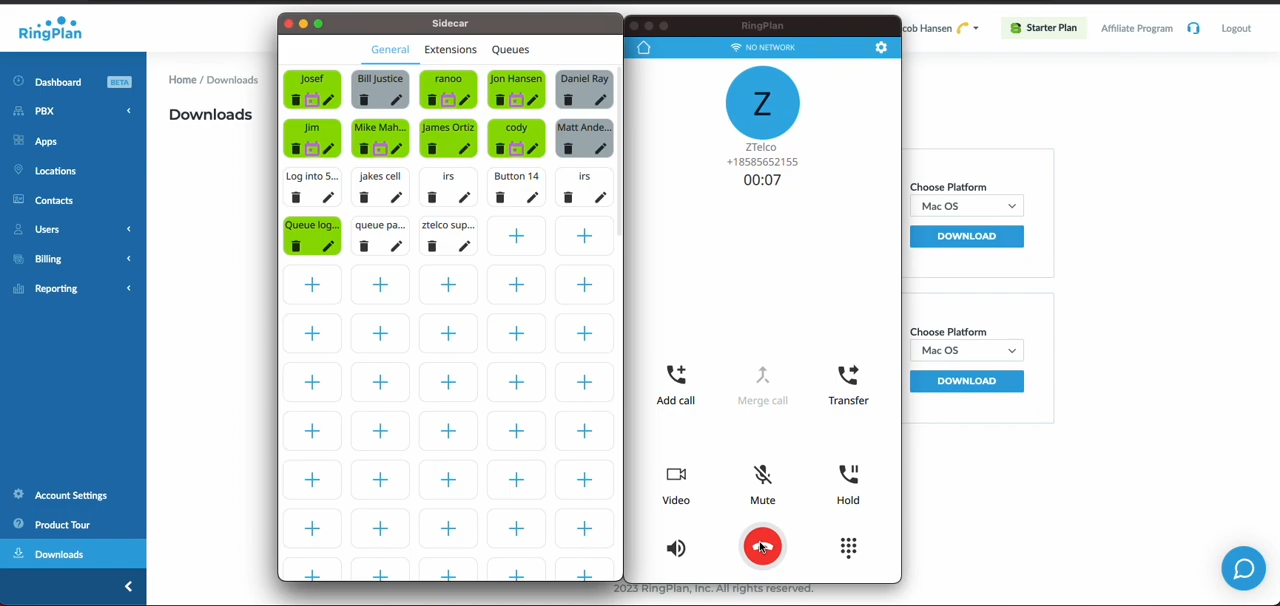 RingPlan
Sidecar
RingPlan
cob Hansen
Starter Plan
Affiliate Program
Logout
General
Extensions
Queues
NO NETWORK
Dashboard
BETA
PBX
Apps
Locations
Contacts
Users
Billing
Reporting
Account Settings
Product Tour
Downloads
Home / Downloads
Downloads
Josef
Bill Justice
ranoo
Jon Hansen
Daniel Ray
Jim
Mike Mah...
James Ortiz
cody
Matt Ande...
Log into 5...
jakes cell
irs
Button 14
irs
Queue log...
queue pa...
ztelco sup...
Z
ZTelco
+18585652155
00:07
Add call
Merge call
Transfer
Video
Mute
Hold
Choose Platform
Mac OS
DOWNLOAD
Choose Platform
Mac OS
DOWNLOAD
2023 RingPlan, Inc. All rights reserved.